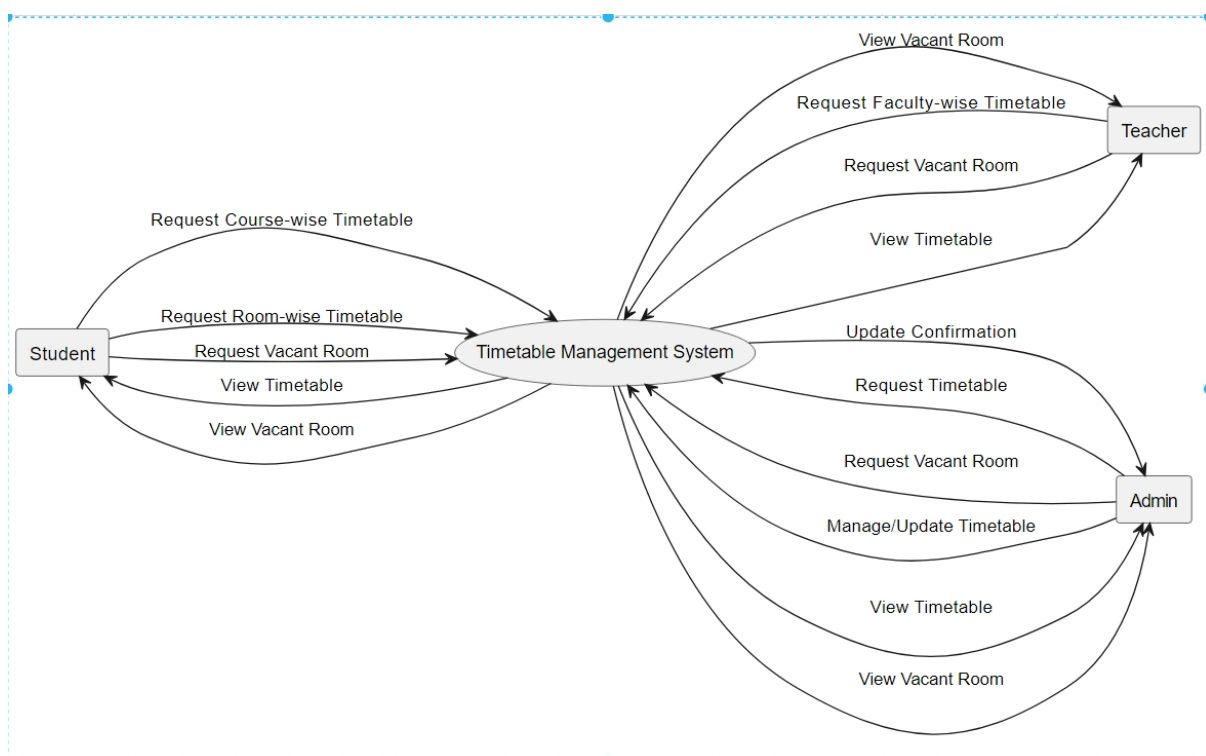 View Vacant Room
Request Faculty-wise Timetable
Teacher
Request Vacant Room
Request Course-wise Timetable
View Timetable
Request Room-wise Timetable
Update Confirmation
Student
Request Vacant Room
Timetable Management System
View Timetable
Request Timetable
View Vacant Room
Request Vacant Room
Admin
Manage/Update Timetable
View Timetable
View Vacant Room